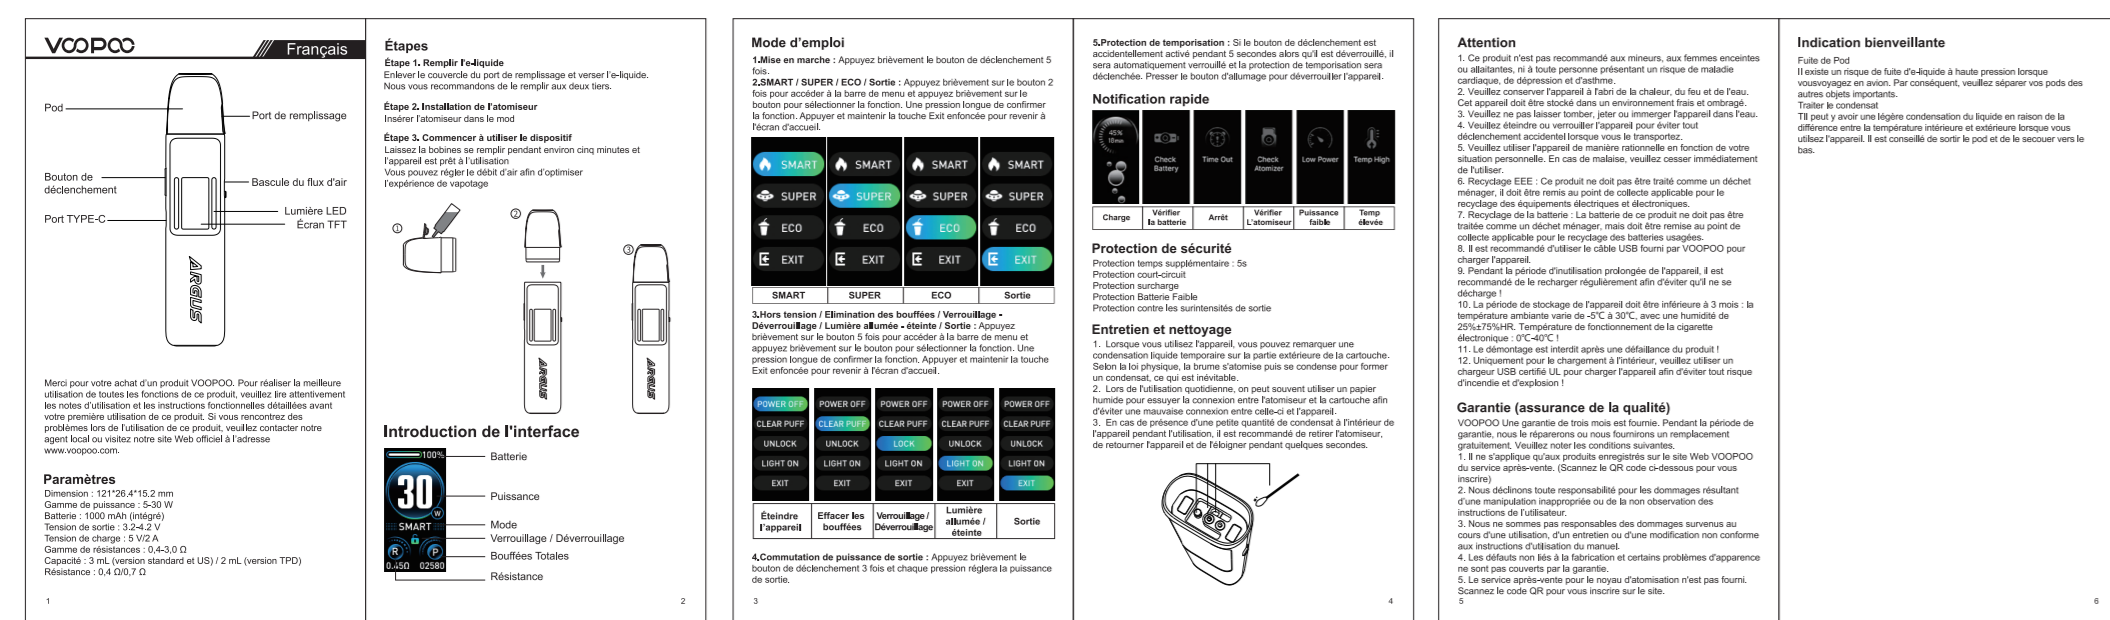 VOOPOO
Français
Pod
Port de remplissage
Bouton de
déclenchement
Bascule du flux d'air
Port TYPE-C
Lumière LED
Écran TFT
ARGUS
Merci pour votre achat d'un produit VOOPOO. Pour réaliser la meilleure
utilisation de toutes les fonctions de ce produit, veuillez lire attentivement
les notes d'utilisation et les instructions fonctionnelles détaillées avant
votre première utilisation de ce produit. Si vous rencontrez des
problèmes lors de l'utilisation de ce produit, veuillez contacter notre
agent local ou visitez notre site Web officiel à l'adresse
www.voopoo.com.
Paramètres
Dimension : 121*26.4*15.2 mm
Gamme de puissance : 5-30 W
Batterie : 1000 mAh (intégré)
Tension de sortie : 3.2-4.2 V
Tension de charge : 5 V/2 A
Gamme de résistances : 0,4-3,0 Ω
Capacité : 3 mL (version standard et US) / 2 mL (version TPD)
Résistance : 0,4 Ω/0,7 Ω
1
Étapes
Étape 1. Remplir l'e-liquide
Enlever le couvercle du port de remplissage et verser l'e-liquide.
Nous vous recommandons de le remplir aux deux tiers.
Étape 2. Installation de l'atomiseur
Insérer l'atomiseur dans le mod
Étape 3. Commencer à utiliser le dispositif
Laissez la bobines se remplir pendant environ cinq minutes et
l'appareil est prêt à l'utilisation
Vous pouvez régler le débit d'air afin d'optimiser
l'expérience de vapotage
①
②
③
ARGUS
ARGUS
Introduction de l'interface
100%
30
W
SMART
R
P
0.45Ω 02580
Batterie
Puissance
Mode
Verrouillage / Déverrouillage
Bouffées Totales
Résistance
2
Mode d'emploi
1.Mise en marche : Appuyez brièvement le bouton de déclenchement 5
fois.
2.SMART / SUPER / ECO / Sortie : Appuyez brièvement sur le bouton 2
fois pour accéder à la barre de menu et appuyez brièvement sur le
bouton pour sélectionner la fonction. Une pression longue de confirmer
la fonction. Appuyer et maintenir la touche Exit enfoncée pour revenir à
l'écran d'accueil.
SMART SMART SMART SMART
SUPER SUPER SUPER SUPER
ECO ECO ECO ECO
EXIT EXIT EXIT EXIT
SMART SUPER ECO Sortie
3.Hors tension / Elimination des bouffées / Verrouillage -
Déverrouillage / Lumière allumée - éteinte / Sortie : Appuyez
brièvement sur le bouton 5 fois pour accéder à la barre de menu et
appuyez brièvement sur le bouton pour sélectionner la fonction. Une
pression longue de confirmer la fonction. Appuyer et maintenir la touche
Exit enfoncée pour revenir à l'écran d'accueil.
POWER OFF POWER OFF POWER OFF POWER OFF POWER OFF
CLEAR PUFF CLEAR PUFF CLEAR PUFF CLEAR PUFF CLEAR PUFF
UNLOCK UNLOCK LOCK UNLOCK UNLOCK
LIGHT ON LIGHT ON LIGHT ON LIGHT ON LIGHT ON
EXIT EXIT EXIT EXIT EXIT
Éteindre
l'appareil
Effacer les
bouffées
Verrouillage /
Déverrouillage
Lumière
allumée /
éteinte
Sortie
4.Commutation de puissance de sortie : Appuyez brièvement le
bouton de déclenchement 3 fois et chaque pression réglera la puissance
de sortie.
3
5.Protection de temporisation : Si le bouton de déclenchement est
accidentellement activé pendant 5 secondes alors qu'il est déverrouillé, il
sera automatiquement verrouillé et la protection de temporisation sera
déclenchée. Presser le bouton d'allumage pour déverrouiller l'appareil.
Notification rapide
45%
18min
Check
Battery
Time Out
Check
Atomizer
Low Power
Temp High
Charge
Vérifier
la batterie
Arrêt
Vérifier
L'atomiseur
Puissance
faible
Temp
élevée
Protection de sécurité
Protection temps supplémentaire : 5s
Protection court-circuit
Protection surcharge
Protection Batterie Faible
Protection contre les surintensités de sortie
Entretien et nettoyage
1. Lorsque vous utilisez l'appareil, vous pouvez remarquer une
condensation liquide temporaire sur la partie extérieure de la cartouche.
Selon la loi physique, la brume s'atomise puis se condense pour former
un condensat, ce qui est inévitable.
2. Lors de l'utilisation quotidienne, on peut souvent utiliser un papier
humide pour essuyer la connexion entre l'atomiseur et la cartouche afin
d'éviter une mauvaise connexion entre celle-ci et l'appareil.
3. En cas de présence d'une petite quantité de condensat à l'intérieur de
l'appareil pendant l'utilisation, il est recommandé de retirer l'atomiseur,
de retourner l'appareil et de l'éloigner pendant quelques secondes.
4
Attention
1. Ce produit n'est pas recommandé aux mineurs, aux femmes enceintes
ou allaitantes, ni à toute personne présentant un risque de maladie
cardiaque, de dépression et d'asthme.
2. Veuillez conserver l'appareil à l'abri de la chaleur, du feu et de l'eau.
Cet appareil doit être stocké dans un environnement frais et ombragé.
3. Veuillez ne pas laisser tomber, jeter ou immerger l'appareil dans l'eau.
4. Veuillez éteindre ou verrouiller l'appareil pour éviter tout
déclenchement accidentel lorsque vous le transportez.
5. Veuillez utiliser l'appareil de manière rationnelle en fonction de votre
situation personnelle. En cas de malaise, veuillez cesser immédiatement
de l'utiliser.
6. Recyclage EEE : Ce produit ne doit pas être traité comme un déchet
ménager, il doit être remis au point de collecte applicable pour le
recyclage des équipements électriques et électroniques.
7. Recyclage de la batterie : La batterie de ce produit ne doit pas être
traitée comme un déchet ménager, mais doit être remise au point de
collecte applicable pour le recyclage des batteries usagées.
8. Il est recommandé d'utiliser le câble USB fourni par VOOPOO pour
charger l'appareil.
9. Pendant la période d'inutilisation prolongée de l'appareil, il est
recommandé de le recharger régulièrement afin d'éviter qu'il ne se
décharge !
10. La période de stockage de l'appareil doit être inférieure à 3 mois : la
température ambiante varie de -5℃ à 30℃, avec une humidité de
25%±75%HR. Température de fonctionnement de la cigarette
électronique : 0℃-40℃ !
11. Le démontage est interdit après une défaillance du produit !
12. Uniquement pour le chargement à l'intérieur, veuillez utiliser un
chargeur USB certifié UL pour charger l'appareil afin d'éviter tout risque
d'incendie et d'explosion !
Garantie (assurance de la qualité)
VOOPOO Une garantie de trois mois est fournie. Pendant la période de
garantie, nous le réparerons ou nous fournirons un remplacement
gratuitement. Veuillez noter les conditions suivantes.
1. Il ne s'applique qu'aux produits enregistrés sur le site Web VOOPOO
du service après-vente. (Scannez le QR code ci-dessous pour vous
inscrire)
2. Nous déclinons toute responsabilité pour les dommages résultant
d'une manipulation inappropriée ou de la non observation des
instructions de l'utilisateur.
3. Nous ne sommes pas responsables des dommages survenus au
cours d'une utilisation, d'un entretien ou d'une modification non conforme
aux instructions d'utilisation du manuel.
4. Les défauts non liés à la fabrication et certains problèmes d'apparence
ne sont pas couverts par la garantie.
5. Le service après-vente pour le noyau d'atomisation n'est pas fourni.
Scannez le code QR pour vous inscrire sur le site.
5
Indication bienveillante
Fuite de Pod
Il existe un risque de fuite d'e-liquide à haute pression lorsque
vousvoyagez en avion. Par conséquent, veuillez séparer vos pods des
autres objets importants.
Traiter le condensat
TIl peut y avoir une légère condensation du liquide en raison de la
différence entre la température intérieure et extérieure lorsque vous
utilsez l'appareil. Il est conseillé de sortir le pod et de le secouer vers le
bas.
6